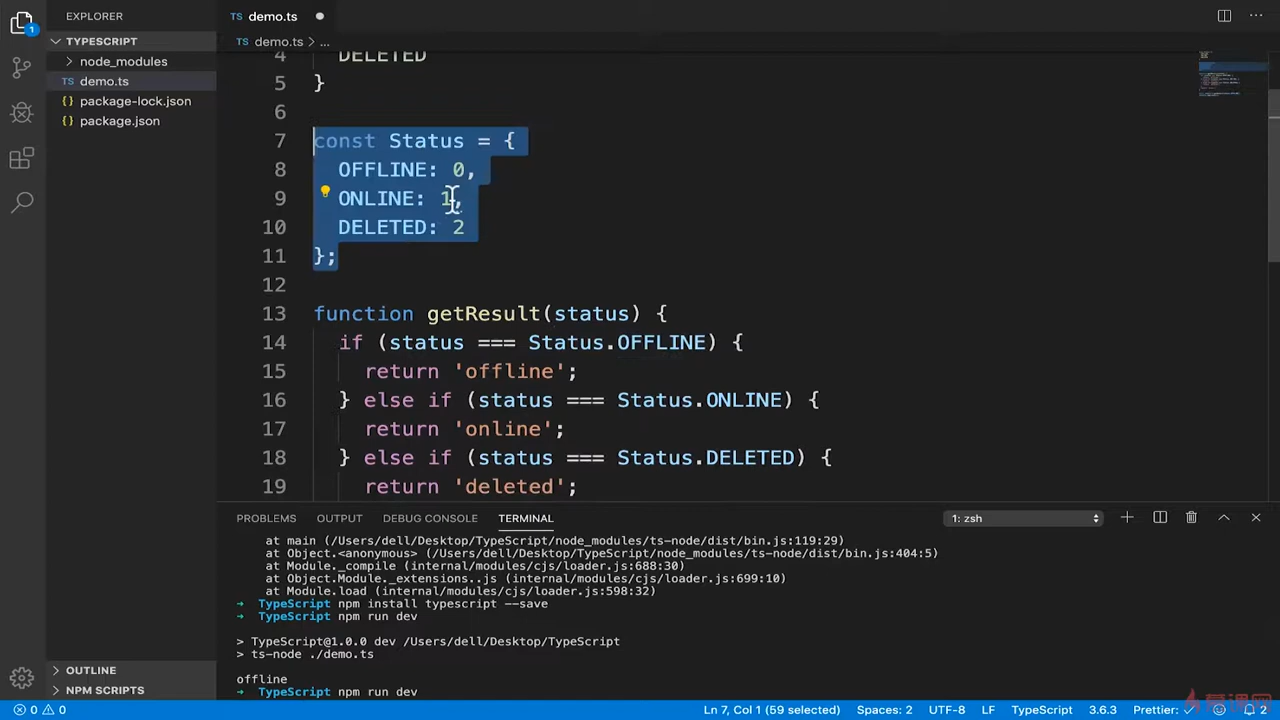 EXPLORER
TS demo.ts
TYPESCRIPT
TS demo.ts > ...
node_modules
4 DELETED
TS demo.ts
5 }
{} package-lock.json
6
{} package.json
7 const Status = {
8 OFFLINE: 0,
9 ONLINE: 1,
10 DELETED: 2
11 };
12
13 function getResult(status) {
14 if (status === Status.OFFLINE) {
15 return 'offline';
16 } else if (status === Status.ONLINE) {
17 return 'online';
18 } else if (status === Status.DELETED) {
19 return 'deleted';
PROBLEMS OUTPUT DEBUG CONSOLE TERMINAL 1: zsh
at main (/Users/dell/Desktop/TypeScript/node_modules/ts-node/dist/bin.js:119:29)
at Object.<anonymous> (/Users/dell/Desktop/TypeScript/node_modules/ts-node/dist/bin.js:404:5)
at Module._compile (internal/modules/cjs/loader.js:688:30)
at Object.Module._extensions..js (internal/modules/cjs/loader.js:699:10)
at Module.load (internal/modules/cjs/loader.js:598:32)
→ TypeScript npm install typescript --save
→ TypeScript npm run dev
> TypeScript@1.0.0 dev /Users/dell/Desktop/TypeScript
> ts-node ./demo.ts
offline
→ TypeScript npm run dev
OUTLINE
NPM SCRIPTS
0 0 Ln 7, Col 1 (59 selected) Spaces: 2 UTF-8 LF TypeScript 3.6.3 Prettier: ✓ 2
慕课网
1